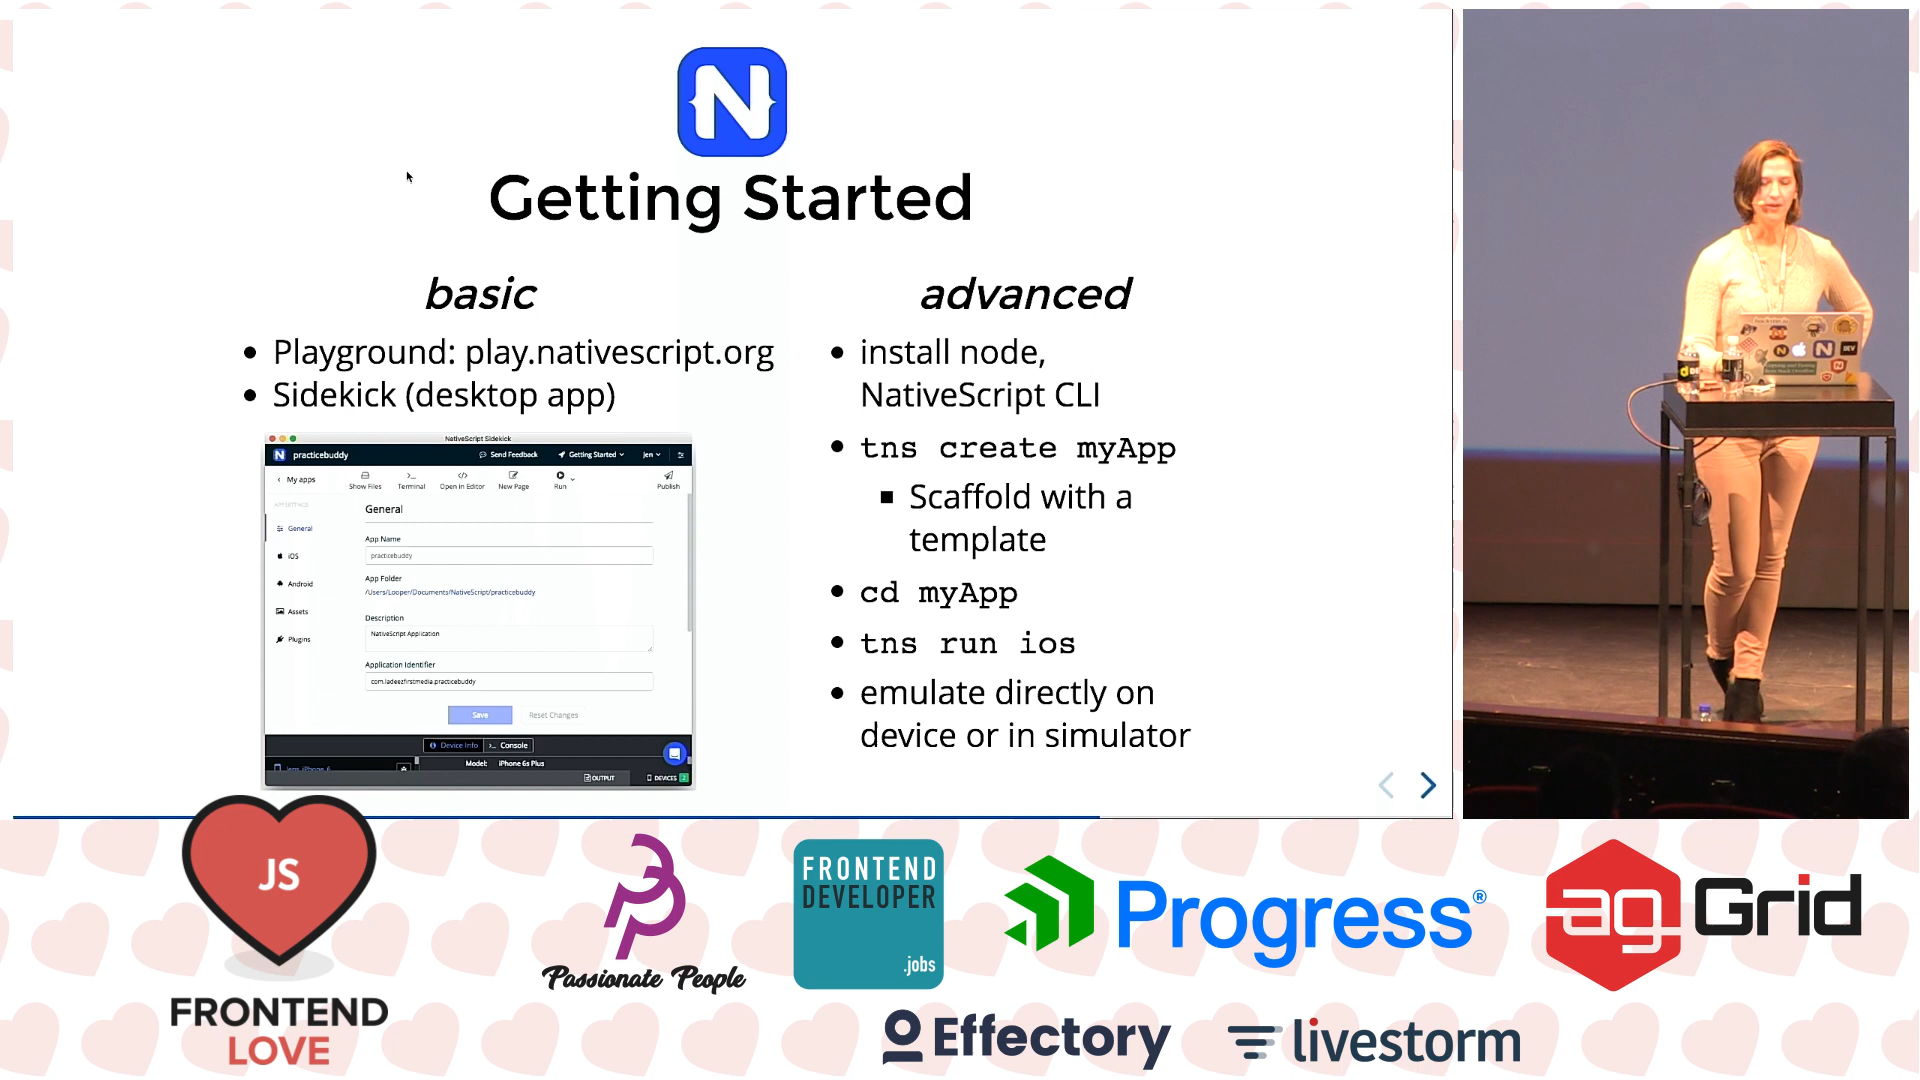 N
Getting Started
basic
Playground: play.nativescript.org
Sidekick (desktop app)
NativeScript Sidekick
N practicebuddy
Send Feedback
Getting Started
Jen
My apps
Show Files
Terminal
Open in Editor
New Page
Run
Publish
APP SETTINGS
General
iOS
Android
Assets
Plugins
General
App Name
practicebuddy
App Folder
/Users/Looper/Documents/NativeScript/practicebuddy
Description
NativeScript Application
Application Identifier
com.ladeezfirstmedia.practicebuddy
Save
Reset Changes
Device Info
Console
Jens iPhone 6
Model: iPhone 6s Plus
OUTPUT
DEVICES 2
advanced
install node,
NativeScript CLI
tns create myApp
Scaffold with a
template
cd myApp
tns run ios
emulate directly on
device or in simulator
N
DEV
JS
FRONTEND
LOVE
Passionate People
FRONTEND
DEVELOPER
.jobs
Progress®
ag Grid
Effectory
livestorm